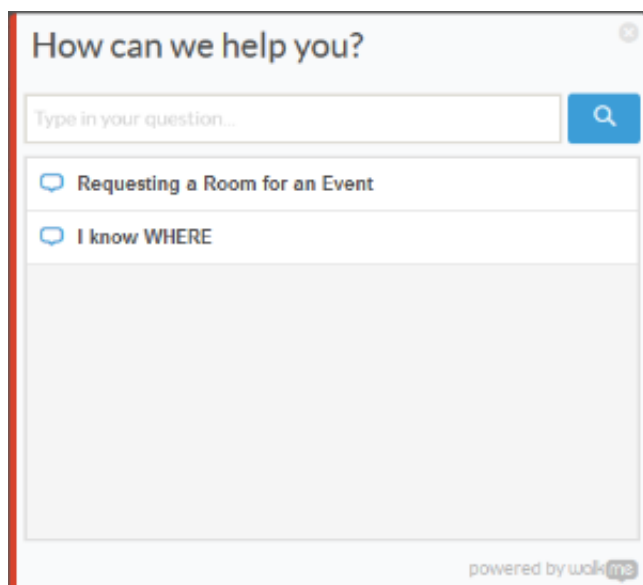 How can we help you?
Type in your question...
Requesting a Room for an Event
I know WHERE
powered by walkme